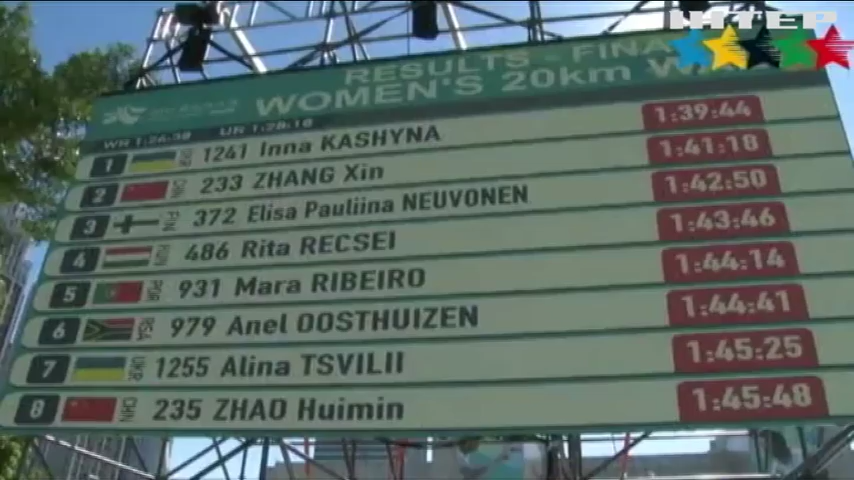 ІНТЕР
RESULTS - FINAL
WOMEN'S 20km WALK
WR 1:24:38 UR 1:28:18
1 UKR 1241 Inna KASHYNA 1:39:44
2 CHN 233 ZHANG Xin 1:41:18
3 FIN 372 Elisa Pauliina NEUVONEN 1:42:50
4 HUN 486 Rita RECSEI 1:43:46
5 POR 931 Mara RIBEIRO 1:44:14
6 RSA 979 Anel OOSTHUIZEN 1:44:41
7 UKR 1255 Alina TSVILII 1:45:25
8 CHN 235 ZHAO Huimin 1:45:48